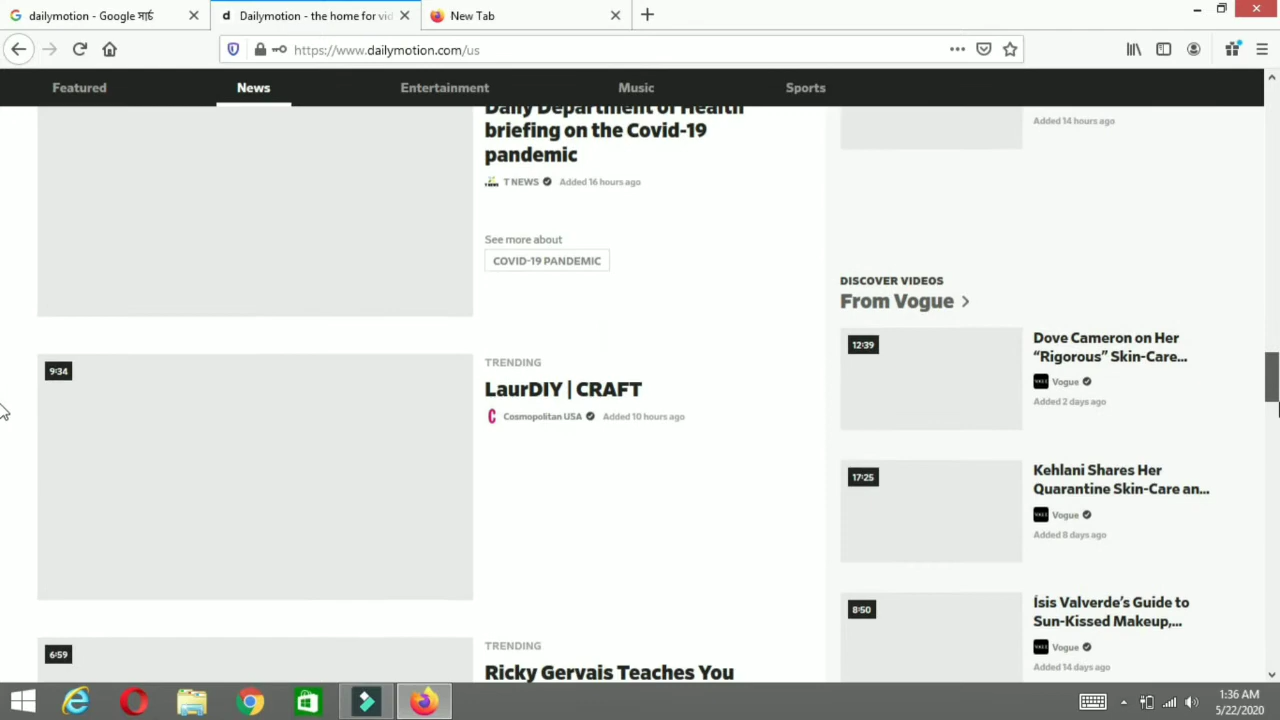 dailymotion - Google সার্চ
Dailymotion - the home for vid
New Tab
https://www.dailymotion.com/us
Featured
News
Entertainment
Music
Sports
Daily Department of Health
briefing on the Covid-19
pandemic
T NEWS
Added 16 hours ago
See more about
COVID-19 PANDEMIC
9:34
TRENDING
LaurDIY | CRAFT
Cosmopolitan USA
Added 10 hours ago
6:59
TRENDING
Ricky Gervais Teaches You
Added 14 hours ago
DISCOVER VIDEOS
From Vogue
12:39
Dove Cameron on Her
“Rigorous” Skin-Care...
Vogue
Added 2 days ago
17:25
Kehlani Shares Her
Quarantine Skin-Care an...
Vogue
Added 8 days ago
8:50
Ísis Valverde’s Guide to
Sun-Kissed Makeup,...
Vogue
Added 14 days ago
1:36 AM
5/22/2020